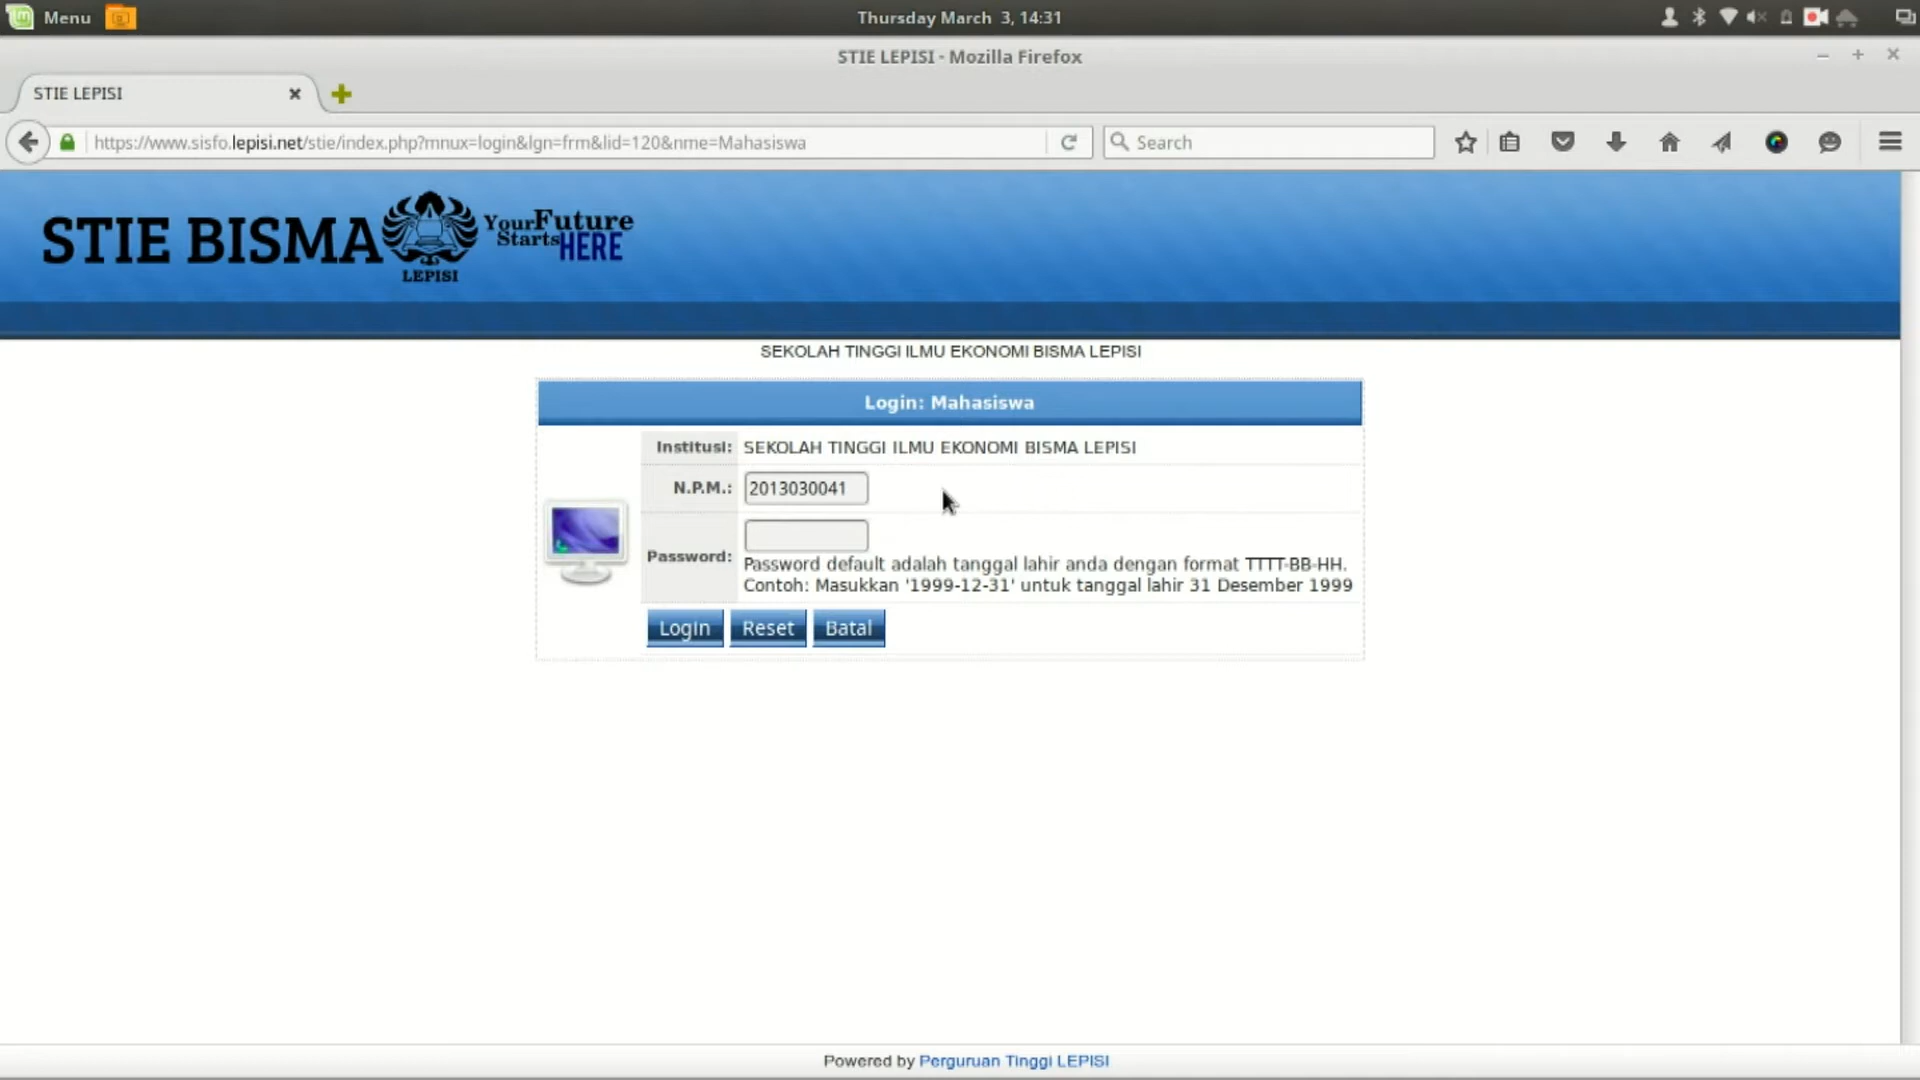 Menu
Thursday March 3, 14:31
STIE LEPISI - Mozilla Firefox
STIE LEPISI
https://www.sisfo.lepisi.net/stie/index.php?mnux=login&lgn=frm&lid=120&nme=Mahasiswa
Search
STIE BISMA
LEPISI
YourFuture
StartsHERE
SEKOLAH TINGGI ILMU EKONOMI BISMA LEPISI
Login: Mahasiswa
Institusi: SEKOLAH TINGGI ILMU EKONOMI BISMA LEPISI
N.P.M.: 2013030041
Password:
Password default adalah tanggal lahir anda dengan format TTTT-BB-HH.
Contoh: Masukkan '1999-12-31' untuk tanggal lahir 31 Desember 1999
Login Reset Batal
Powered by Perguruan Tinggi LEPISI